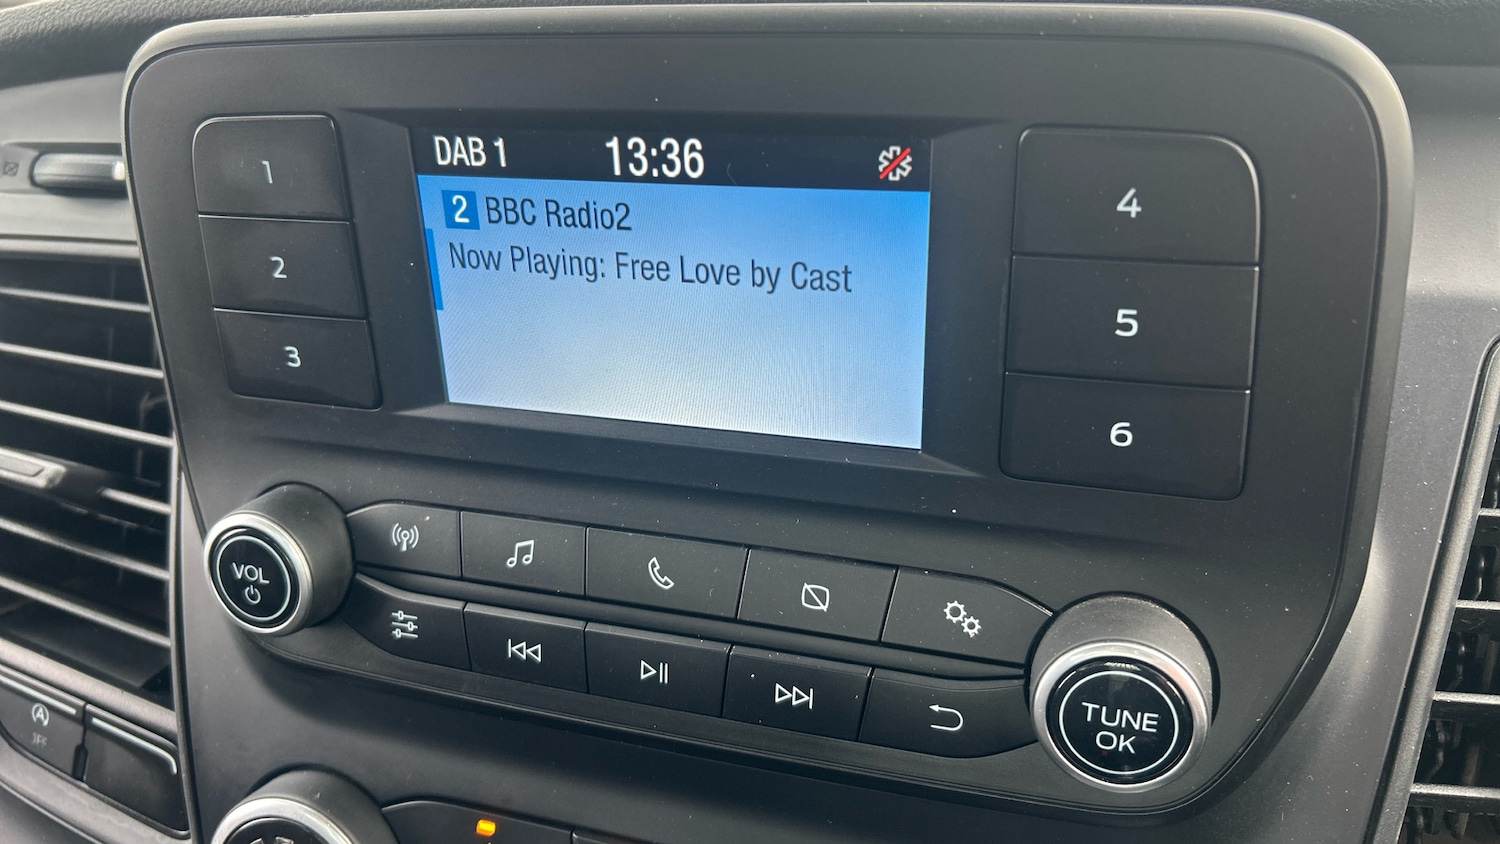 DAB 1 13:36
2 BBC Radio2
Now Playing: Free Love by Cast
1
2
3
4
5
6
VOL
TUNE
OK
A